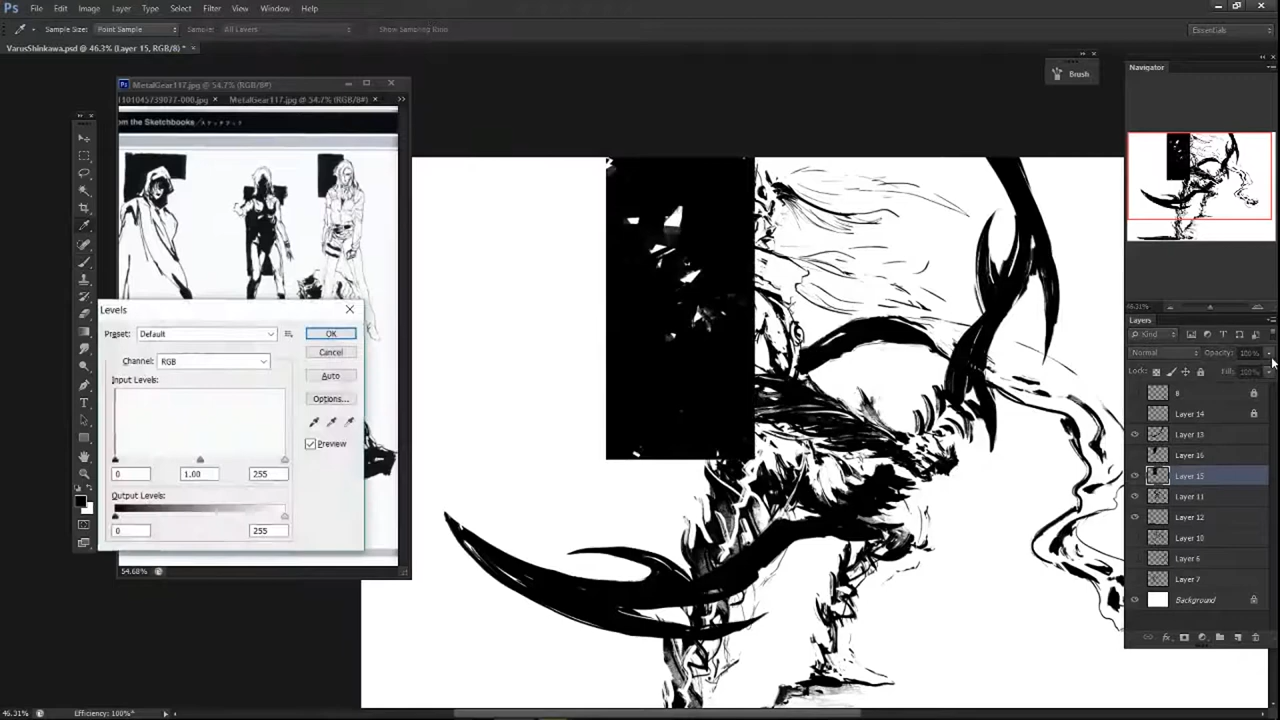 Ps File Edit Image Layer Type Select Filter View Window Help
Sample Size: Point Sample Sample: All Layers Show Sampling Ring Essentials
VarusShinkawa.psd @ 46.3% (Layer 15, RGB/8) * ×
Brush
Navigator
46.31%
Ps MetalGear117.jpg @ 54.7% (RGB/8#)
1101045739077-000.jpg × MetalGear117.jpg @ 54.7% (RGB/8#) ×
om the Sketchbooks
54.68%
Levels
Preset: Default OK
Cancel
Channel: RGB
Auto
Input Levels:
Options...
Preview
0 1.00 255
Output Levels:
0 255
Layers
Kind
Normal Opacity: 100%
Lock: Fill: 100%
8
Layer 14
Layer 13
Layer 16
Layer 15
Layer 11
Layer 12
Layer 10
Layer 6
Layer 7
Background
46.31% Efficiency: 100%*